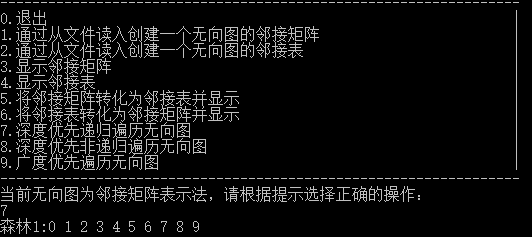 0.退出
1.通过从文件读入创建一个无向图的邻接矩阵
2.通过从文件读入创建一个无向图的邻接表
3.显示邻接矩阵
4.显示邻接表
5.将邻接矩阵转化为邻接表并显示
6.将邻接表转化为邻接矩阵并显示
7.深度优先递归遍历无向图
8.深度优先非递归遍历无向图
9.广度优先遍历无向图
当前无向图为邻接矩阵表示法，请根据提示选择正确的操作：
7
森林1:0 1 2 3 4 5 6 7 8 9